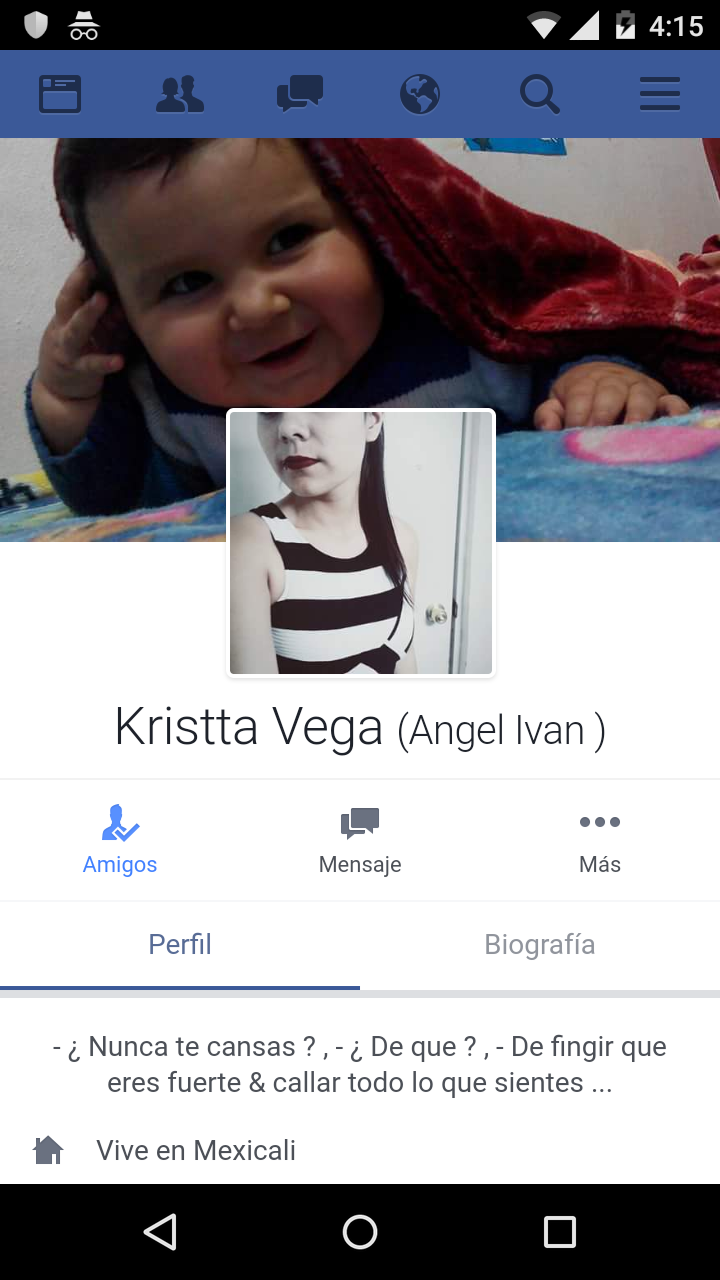 4:15
Kristta Vega (Angel Ivan )
Amigos
Mensaje
Más
Perfil
Biografía
- ¿ Nunca te cansas ? , - ¿ De que ? , - De fingir que
eres fuerte & callar todo lo que sientes ...
Vive en Mexicali